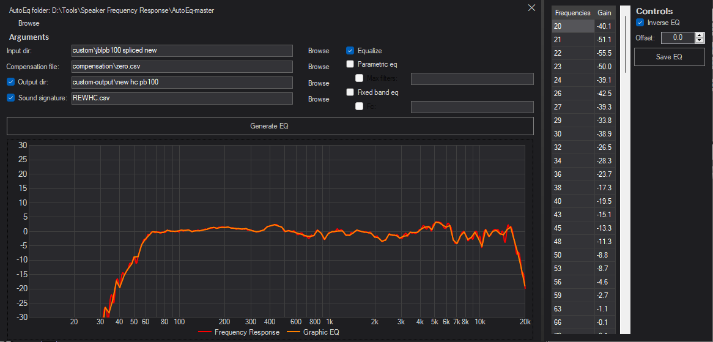 AutoEq folder: D:\Tools\Speaker Frequency Response\AutoEq-master
Browse
Arguments
Input dir: custom\jblpb100 spliced new Browse Equalize
Compensation file: compensation\zero.csv Browse Parametric eq
Output dir: custom-output\new hc pb100 Browse Max filters
Sound signature: REWHC.csv Browse Fixed band eq
Fc
Generate EQ
30
25
20
15
10
5
0
-5
-10
-15
-20
-25
-30
20 30 40 50 60 80 100 200 300 400 600 800 1k 2k 3k 4k 5k 6k 7k 8k 10k 20k
Frequency Response Graphic EQ
Frequencies Gain
20 -40.1
21 -51.1
22 -55.5
23 -50.0
24 -39.1
26 -42.5
27 -39.3
29 -33.8
30 -38.9
32 -26.5
34 -28.3
36 -23.7
38 -17.3
40 -19.5
43 -15.1
45 -13.3
48 -11.3
50 -8.8
53 -8.7
56 -4.6
59 -2.7
63 -1.1
66 -0.1
Controls
Inverse EQ
Offset: 0.0
Save EQ